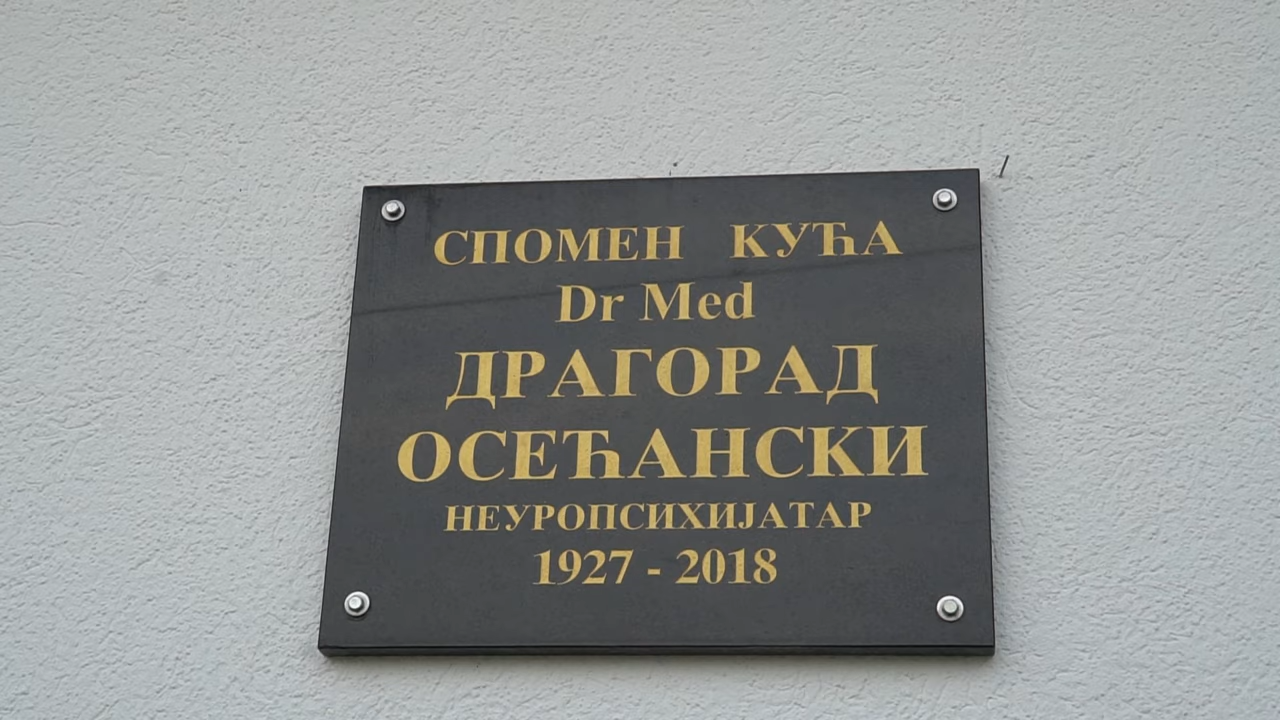 СПОМЕН КУЋА
Dr Med
ДРАГОРАД
ОСЕЋАНСКИ
НЕУРОПСИХИЈАТАР
1927 - 2018